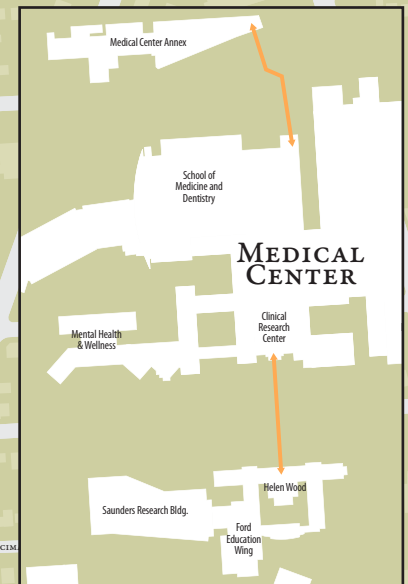 Medical Center Annex
School of
Medicine and
Dentistry
MEDICAL
CENTER
Clinical
Research
Center
Mental Health
& Wellness
Helen Wood
Saunders Research Bldg.
Ford
Education
Wing